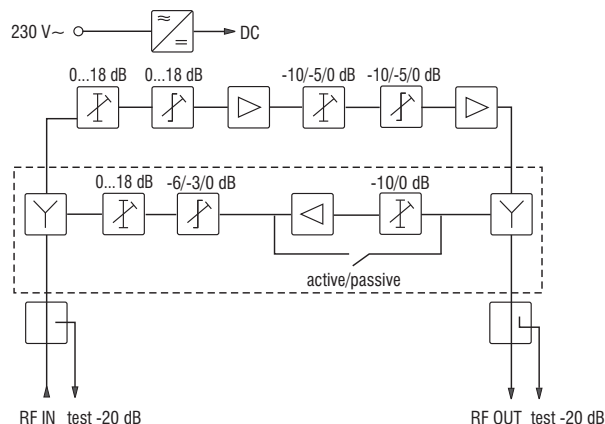 230 V~ DC
0...18 dB 0...18 dB -10/-5/0 dB -10/-5/0 dB
0...18 dB -6/-3/0 dB -10/0 dB
active/passive
RF IN test -20 dB RF OUT test -20 dB